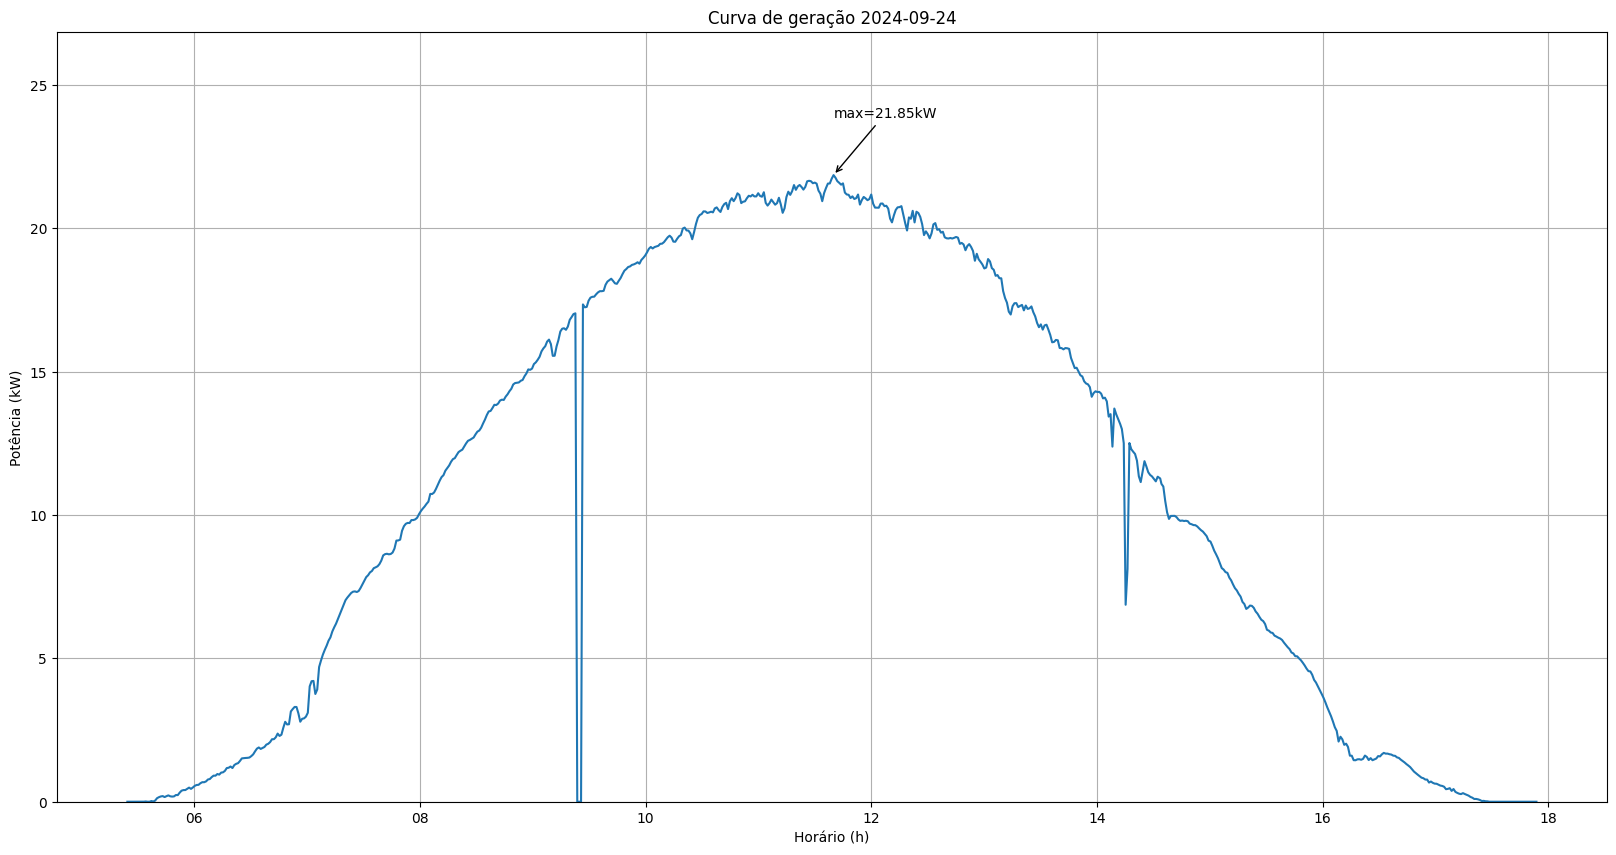 Curva de geração 2024-09-24
25
max=21.85kW
20
15
Potência (kW)
10
5
0
06 08 10 12 14 16 18
Horário (h)